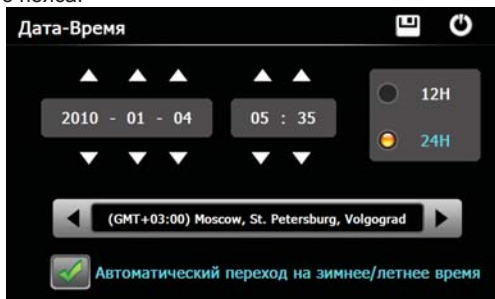 Дата-Время
12H
2010 - 01 - 04 05 : 35
24H
(GMT+03:00) Moscow, St. Petersburg, Volgograd
Автоматический переход на зимнее/летнее время